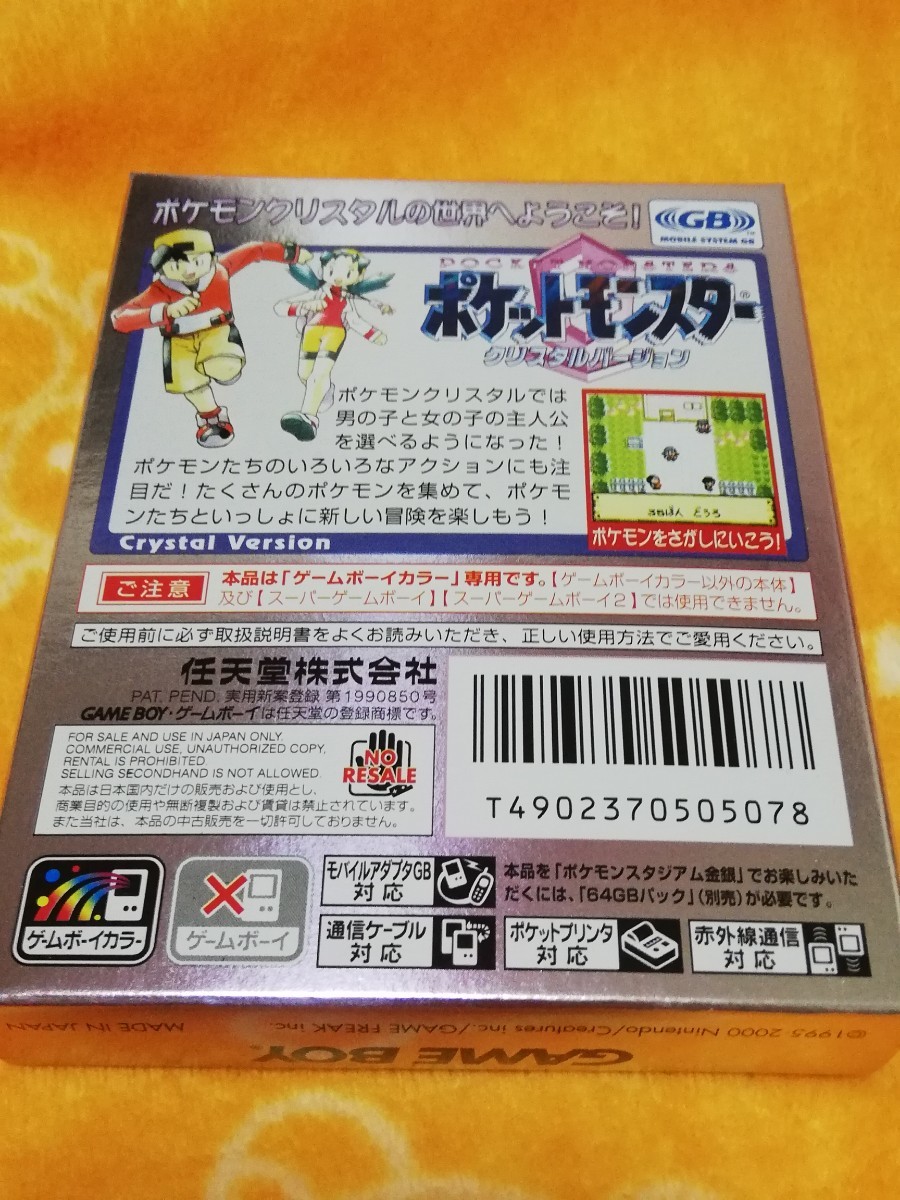 ポケモンクリスタルの世界へようこそ!
GB
MOBILE SYSTEM GB
POCKET MONSTERS
ポケットモンスター®
クリスタルバージョン
ポケモンクリスタルでは
男の子と女の子の主人公
を選べるようになった!
ポケモンたちのいろいろなアクションにも注
目だ!たくさんのポケモンを集めて、ポケモ
ンたちといっしょに新しい冒険を楽しもう!
Crystal Version
ポケモンをさがしにいこう!
ご注意
本品は「ゲームボーイカラー」専用です。【ゲームボーイカラー以外の本体】
及び【スーパーゲームボーイ】【スーパーゲームボーイ2】では使用できません。
ご使用前に必ず取扱説明書をよくお読みいただき、正しい使用方法でご愛用ください。
任天堂株式会社
PAT. PEND. 実用新案登録 第1990850号
GAME BOY・ゲームボーイは任天堂の登録商標です。
FOR SALE AND USE IN JAPAN ONLY.
COMMERCIAL USE, UNAUTHORIZED COPY,
RENTAL IS PROHIBITED
SELLING SECONDHAND IS NOT ALLOWED.
本品は日本国内だけの販売および使用とし、
商業目的の使用や無断複製および賃貸は禁止されています。
また当社は、本品の中古販売を一切許可しておりません。
NO
RESALE
T4902370505078
ゲームボーイカラー
ゲームボーイ
モバイルアダプタGB
対応
通信ケーブル
対応
本品を「ポケモンスタジアム金銀」でお楽しみいた
だくには、「64GBパック」(別売)が必要です。
ポケットプリンタ
対応
赤外線通信
対応
©1995-2000 Nintendo/Creatures inc./GAME FREAK inc.
MADE IN JAPAN
GAME BOY